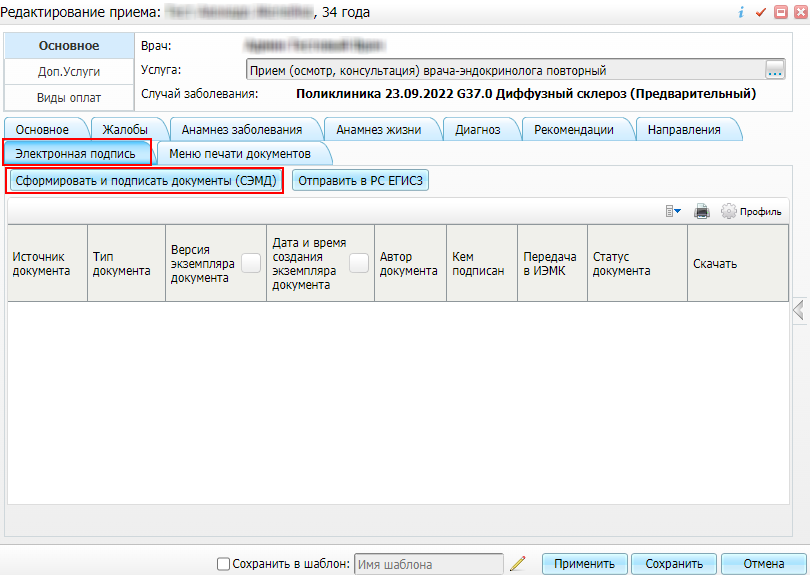 Редактирование приема: , 34 года
Основное
Доп.Услуги
Виды оплат
Врач:
Услуга: Прием (осмотр, консультация) врача-эндокринолога повторный ...
Случай заболевания: Поликлиника 23.09.2022 G37.0 Диффузный склероз (Предварительный)
Основное Жалобы Анамнез заболевания Анамнез жизни Диагноз Рекомендации Направления
Электронная подпись Меню печати документов
Сформировать и подписать документы (СЭМД) Отправить в РС ЕГИСЗ
Профиль
Источник документа
Тип документа
Версия экземпляра документа
Дата и время создания экземпляра документа
Автор документа
Кем подписан
Передача в ИЭМК
Статус документа
Скачать
Сохранить в шаблон: Имя шаблона Применить Сохранить Отмена